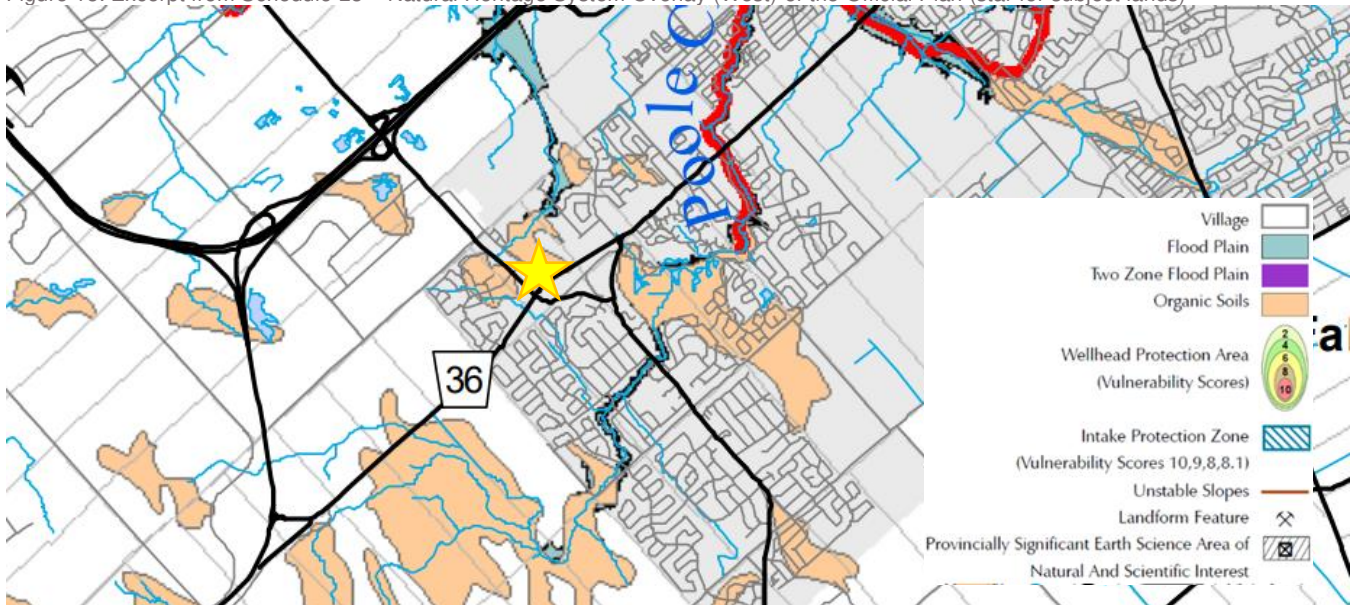 Poole C
36
Village
Flood Plain
Two Zone Flood Plain
Organic Soils
Wellhead Protection Area
(Vulnerability Scores)
2
4
6
8
10
Intake Protection Zone
(Vulnerability Scores 10,9,8,8.1)
Unstable Slopes
Landform Feature
Provincially Significant Earth Science Area of
Natural And Scientific Interest